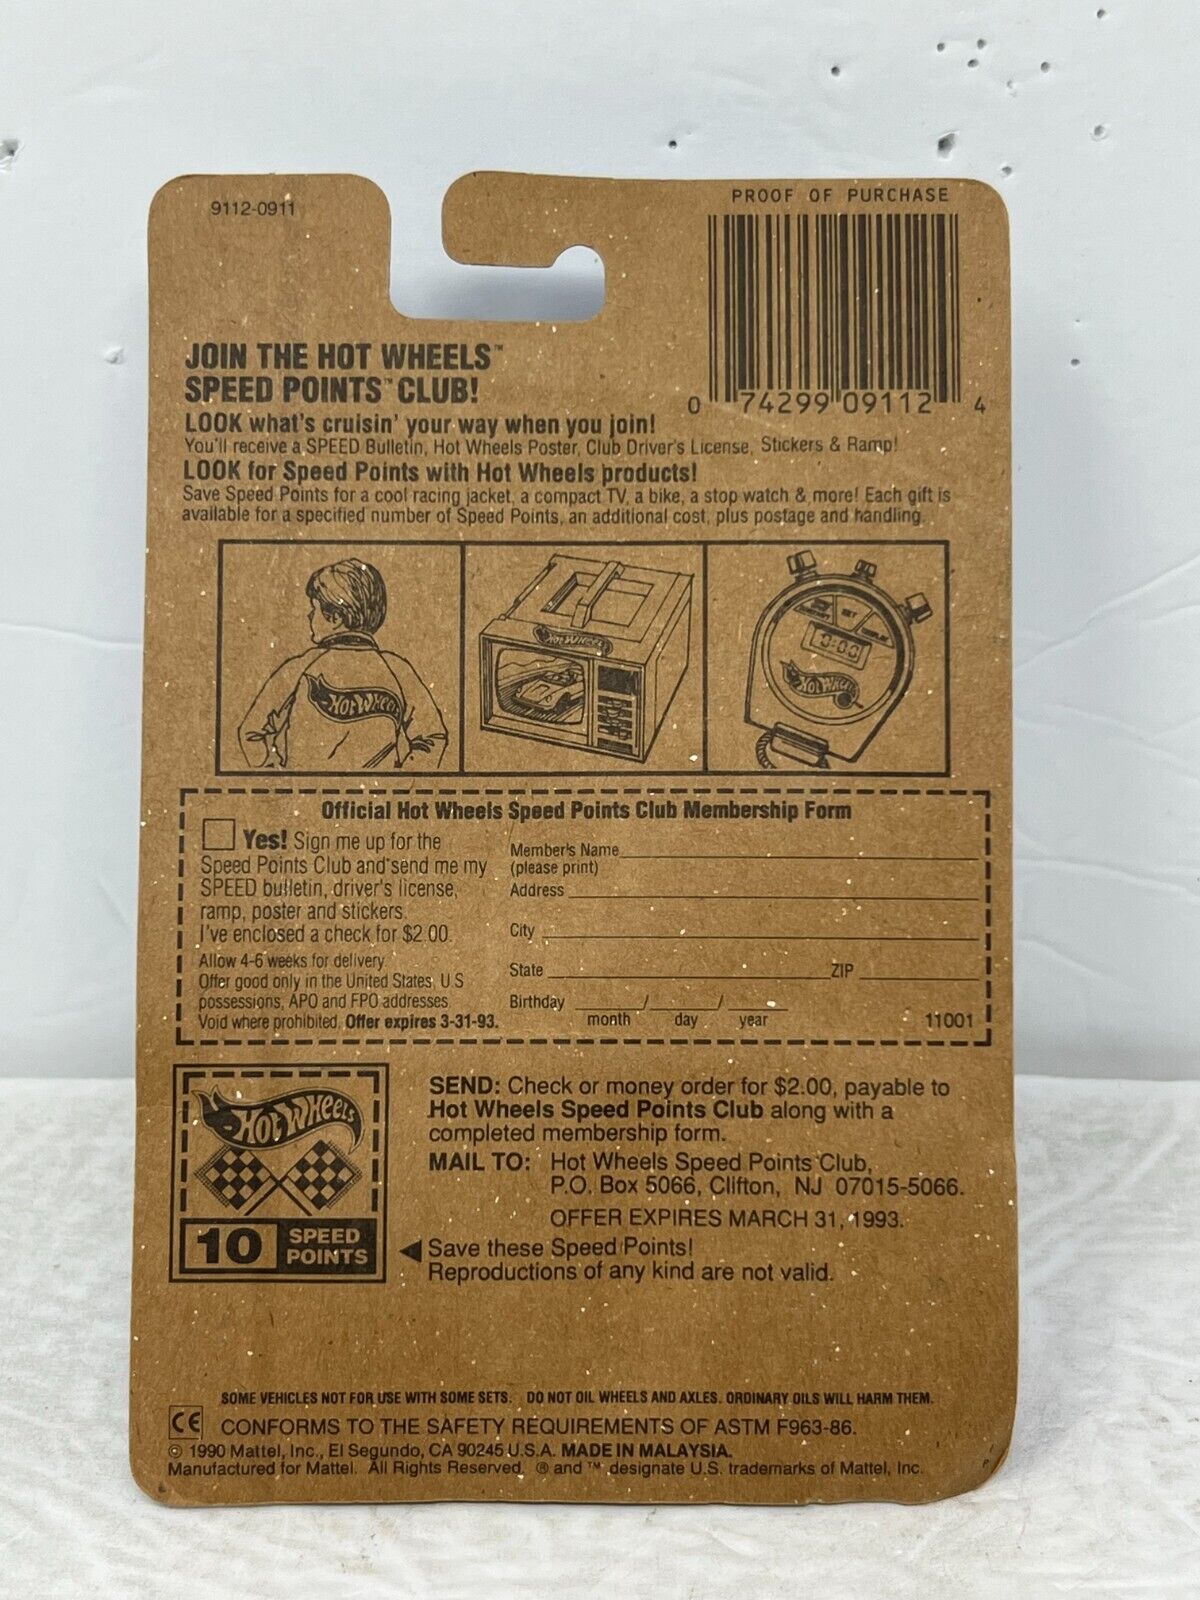 9112-0911
PROOF OF PURCHASE
0 74299 09112 4
JOIN THE HOT WHEELS™
SPEED POINTS™ CLUB!
LOOK what's cruisin' your way when you join!
You'll receive a SPEED Bulletin, Hot Wheels Poster, Club Driver's License, Stickers & Ramp!
LOOK for Speed Points with Hot Wheels products!
Save Speed Points for a cool racing jacket, a compact TV, a bike, a stop watch & more! Each gift is
available for a specified number of Speed Points, an additional cost, plus postage and handling.
HOT WHEELS
HOT WHEELS
SET
0:00
HOT WHEELS
Official Hot Wheels Speed Points Club Membership Form
Yes! Sign me up for the
Speed Points Club and send me my
SPEED bulletin, driver's license,
ramp, poster and stickers.
I've enclosed a check for $2.00.
Allow 4-6 weeks for delivery.
Offer good only in the United States, U.S.
possessions, APO and FPO addresses.
Void where prohibited. Offer expires 3-31-93.
Member's Name
(please print)
Address
City
State ZIP
Birthday / /
month day year
11001
HOT WHEELS
10 SPEED
POINTS
SEND: Check or money order for $2.00, payable to
Hot Wheels Speed Points Club along with a
completed membership form.
MAIL TO: Hot Wheels Speed Points Club,
P.O. Box 5066, Clifton, NJ 07015-5066.
OFFER EXPIRES MARCH 31, 1993.
Save these Speed Points!
Reproductions of any kind are not valid.
SOME VEHICLES NOT FOR USE WITH SOME SETS. DO NOT OIL WHEELS AND AXLES. ORDINARY OILS WILL HARM THEM.
CE CONFORMS TO THE SAFETY REQUIREMENTS OF ASTM F963-86.
© 1990 Mattel, Inc., El Segundo, CA 90245 U.S.A. MADE IN MALAYSIA.
Manufactured for Mattel. All Rights Reserved. ® and ™ designate U.S. trademarks of Mattel, Inc.